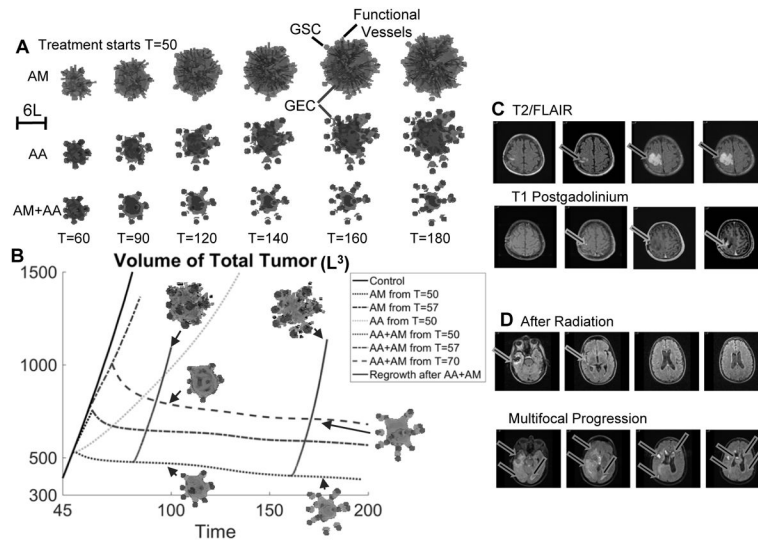 A
Treatment starts T=50
GSC
Functional
Vessels
AM
GEC
6L
AA
AM+AA
T=60 T=90 T=120 T=140 T=160 T=180
B
Volume of Total Tumor (L³)
1500
1000
500
300
45 100 150 200
Time
Control
AM from T=50
AM from T=57
AA from T=50
AA+AM from T=50
AA+AM from T=57
AA+AM from T=70
Regrowth after AA+AM
C T2/FLAIR
T1 Postgadolinium
D After Radiation
Multifocal Progression